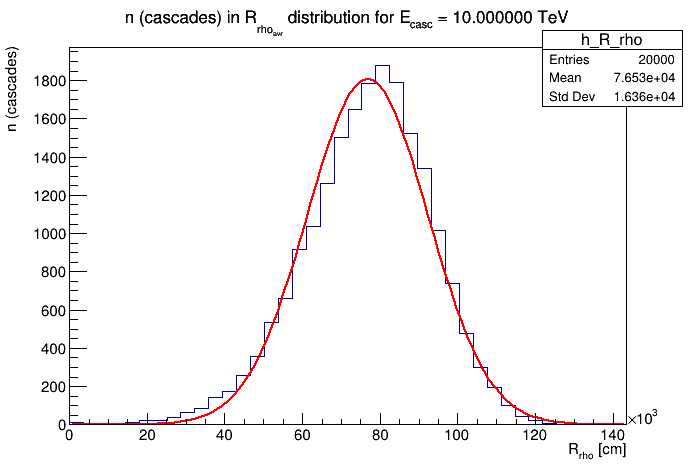 n (cascades) in R_rho_avr distribution for E_casc = 10.000000 TeV
h_R_rho
Entries 20000
Mean 7.653e+04
Std Dev 1.636e+04
n (cascades)
1800
1600
1400
1200
1000
800
600
400
200
0
0 20 40 60 80 100 120 140
×10³
R_rho [cm]